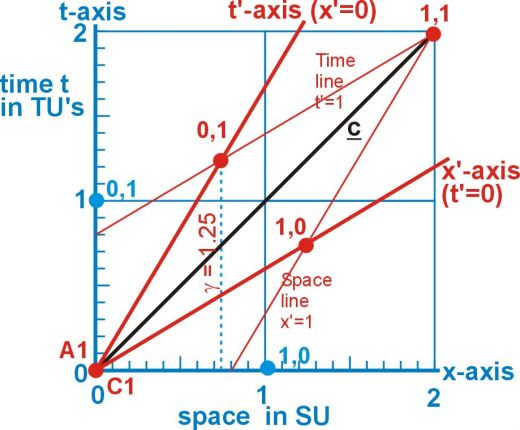 t-axis
t'-axis (x'=0)
1,1
2
time t
in TU's
Time
line
t'=1
0,1
c
x'-axis
(t'=0)
0,1
1
1,0
γ = 1.25
Space
line
x'=1
A1
0
C1
1,0
x-axis
0
1
2
space in SU